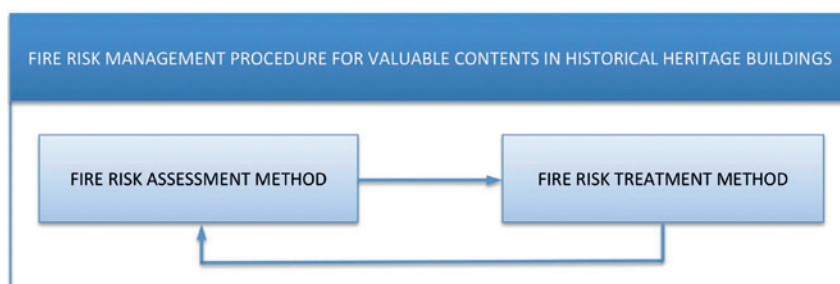 FIRE RISK MANAGEMENT PROCEDURE FOR VALUABLE CONTENTS IN HISTORICAL HERITAGE BUILDINGS
FIRE RISK ASSESSMENT METHOD
FIRE RISK TREATMENT METHOD